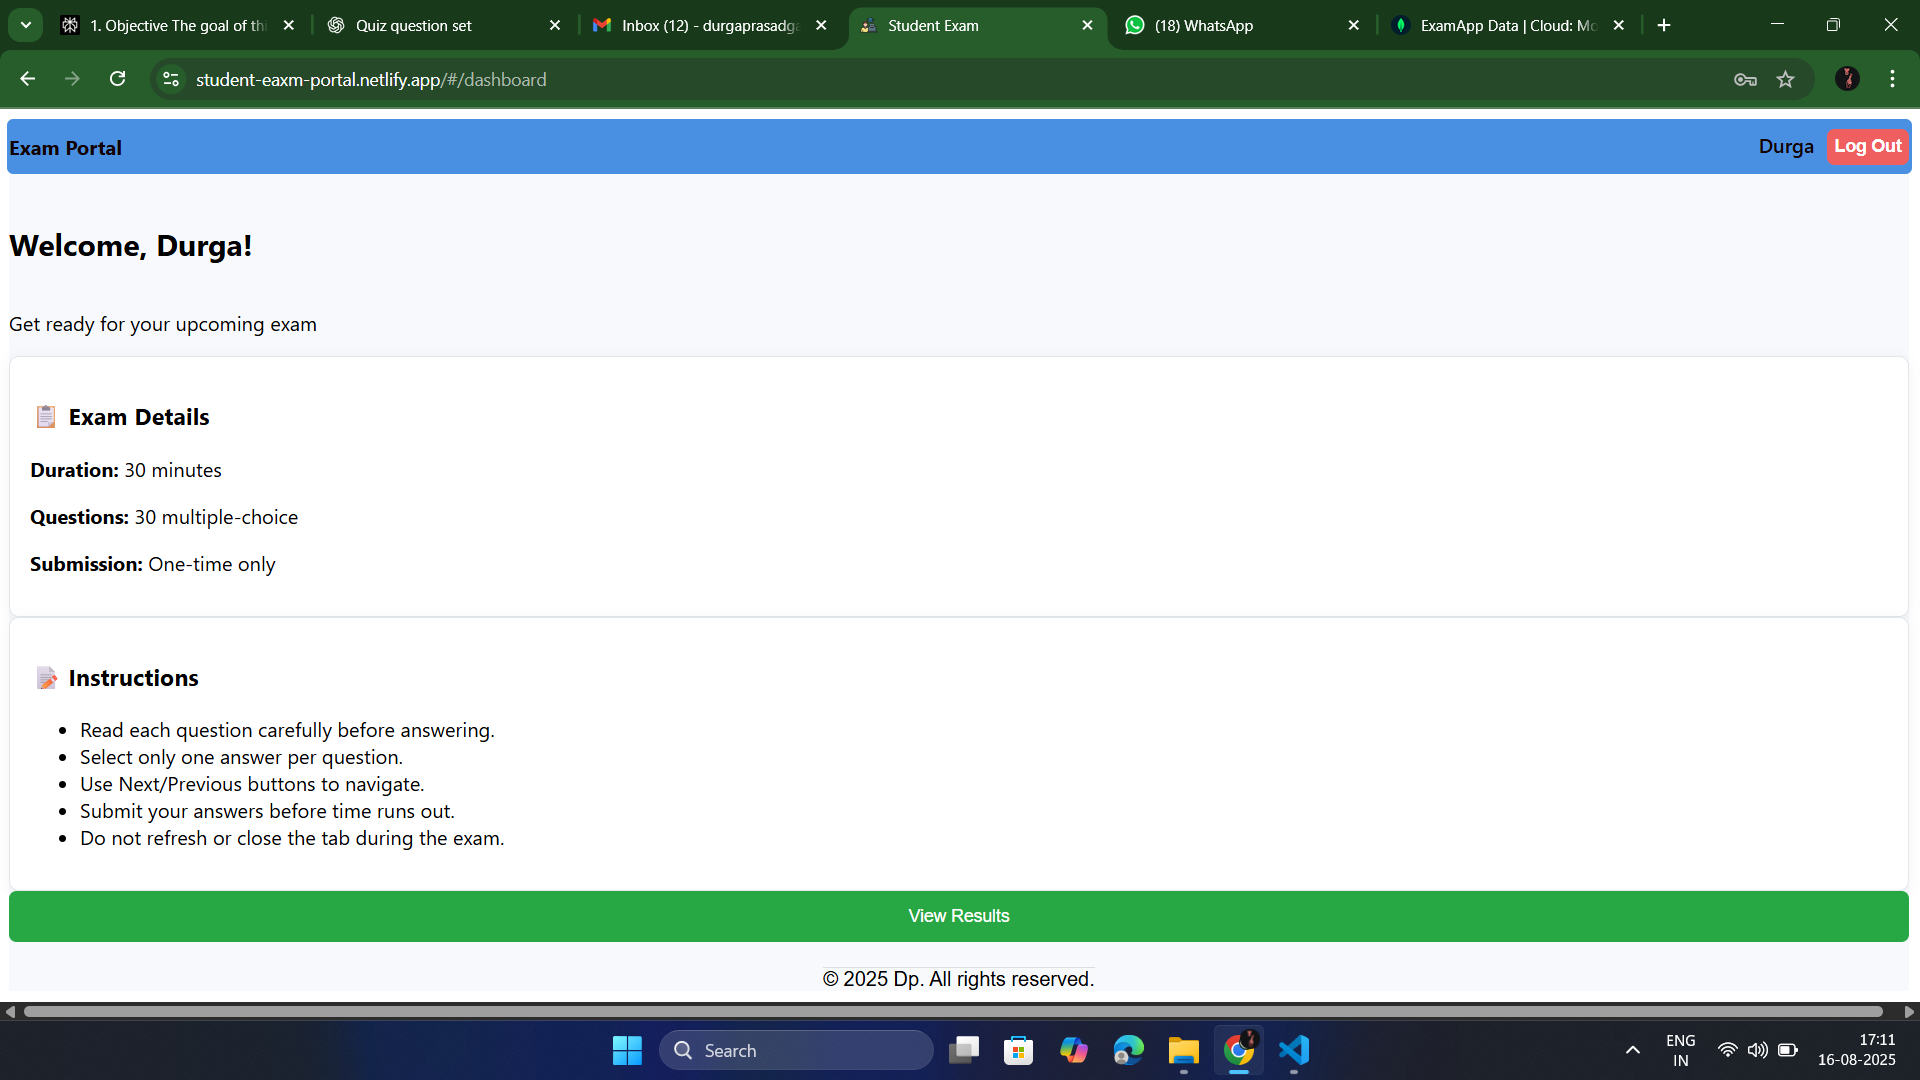 1. Objective The goal of thi
Quiz question set
Inbox (12) - durgaprasadga
Student Exam
(18) WhatsApp
ExamApp Data | Cloud: Mo
student-eaxm-portal.netlify.app/#/dashboard
Exam Portal
Durga
Log Out
Welcome, Durga!
Get ready for your upcoming exam
Exam Details
Duration: 30 minutes
Questions: 30 multiple-choice
Submission: One-time only
Instructions
• Read each question carefully before answering.
• Select only one answer per question.
• Use Next/Previous buttons to navigate.
• Submit your answers before time runs out.
• Do not refresh or close the tab during the exam.
View Results
© 2025 Dp. All rights reserved.
Search
ENG
IN
17:11
16-08-2025